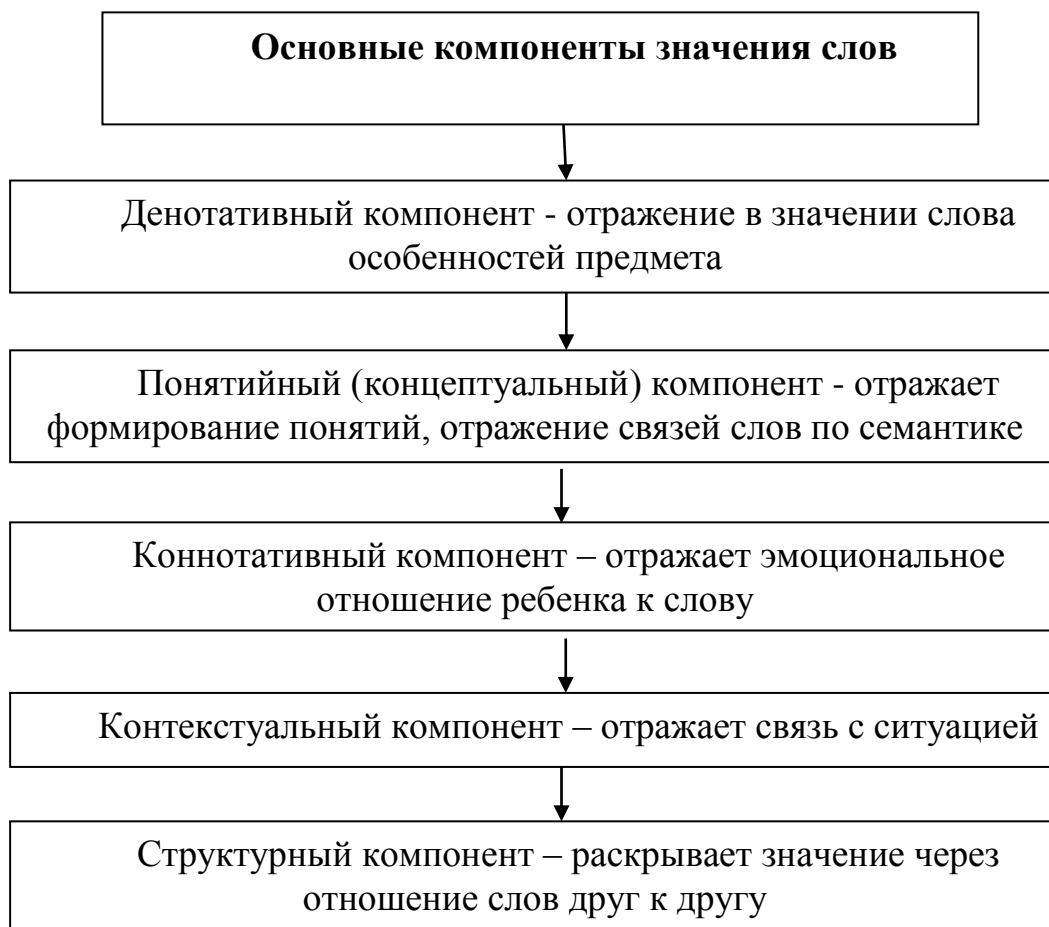 Основные компоненты значения слов
Денотативный компонент - отражение в значении слова
особенностей предмета
Понятийный (концептуальный) компонент - отражает
формирование понятий, отражение связей слов по семантике
Коннотативный компонент – отражает эмоциональное
отношение ребенка к слову
Контекстуальный компонент – отражает связь с ситуацией
Структурный компонент – раскрывает значение через
отношение слов друг к другу